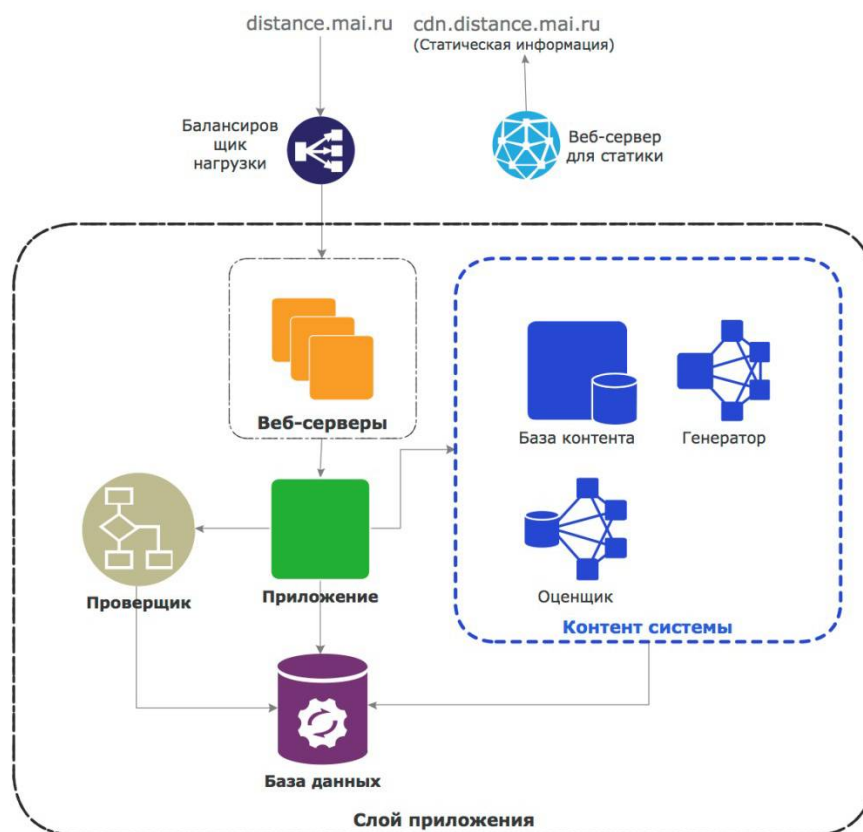 distance.mai.ru
cdn.distance.mai.ru
(Статическая информация)
Балансиров
щик
нагрузки
Веб-сервер
для статики
Веб-серверы
База контента
Генератор
Проверщик
Приложение
Оценщик
Контент системы
База данных
Слой приложения